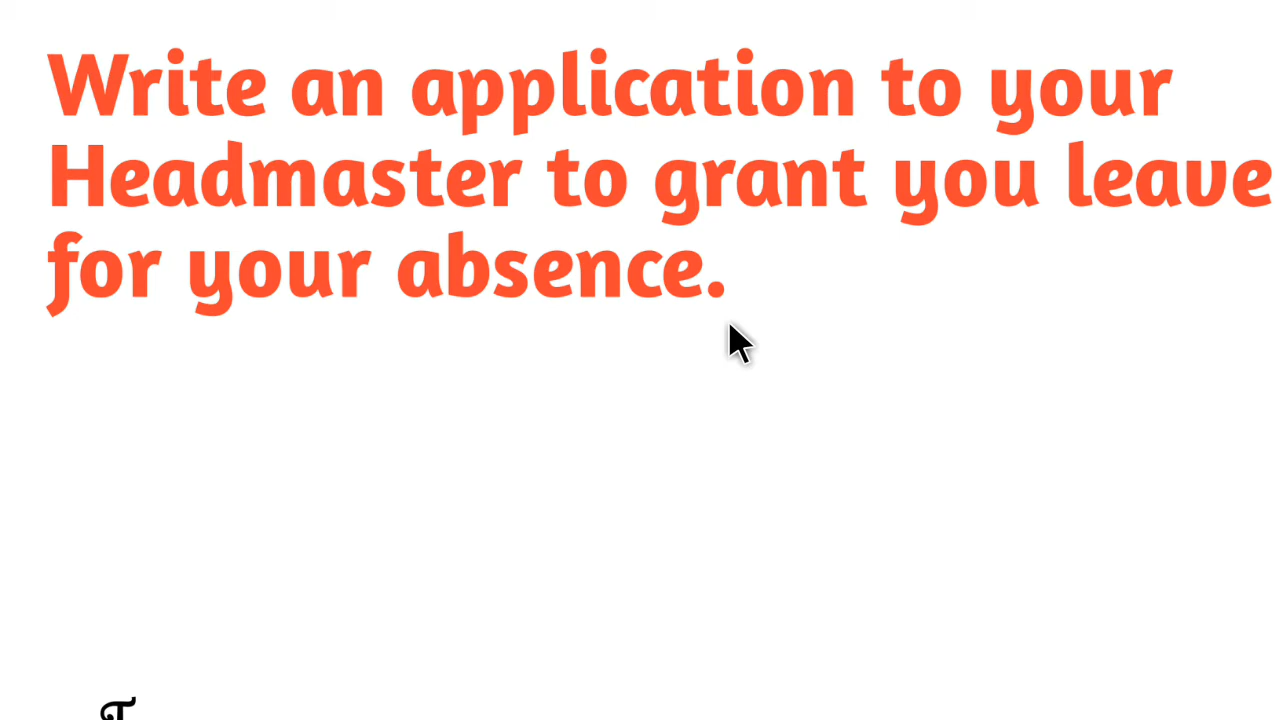 Write an application to your
Headmaster to grant you leave
for your absence.